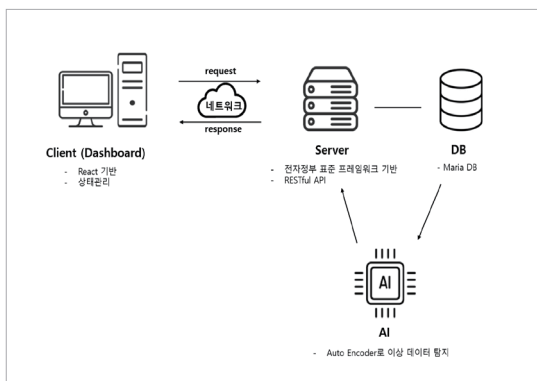 request
네트워크
response
Client (Dashboard)
- React 기반
- 상태관리
Server
- 전자정부 표준 프레임워크 기반
- RESTful API
DB
- Maria DB
AI
AI
- Auto Encoder로 이상 데이터 탐지